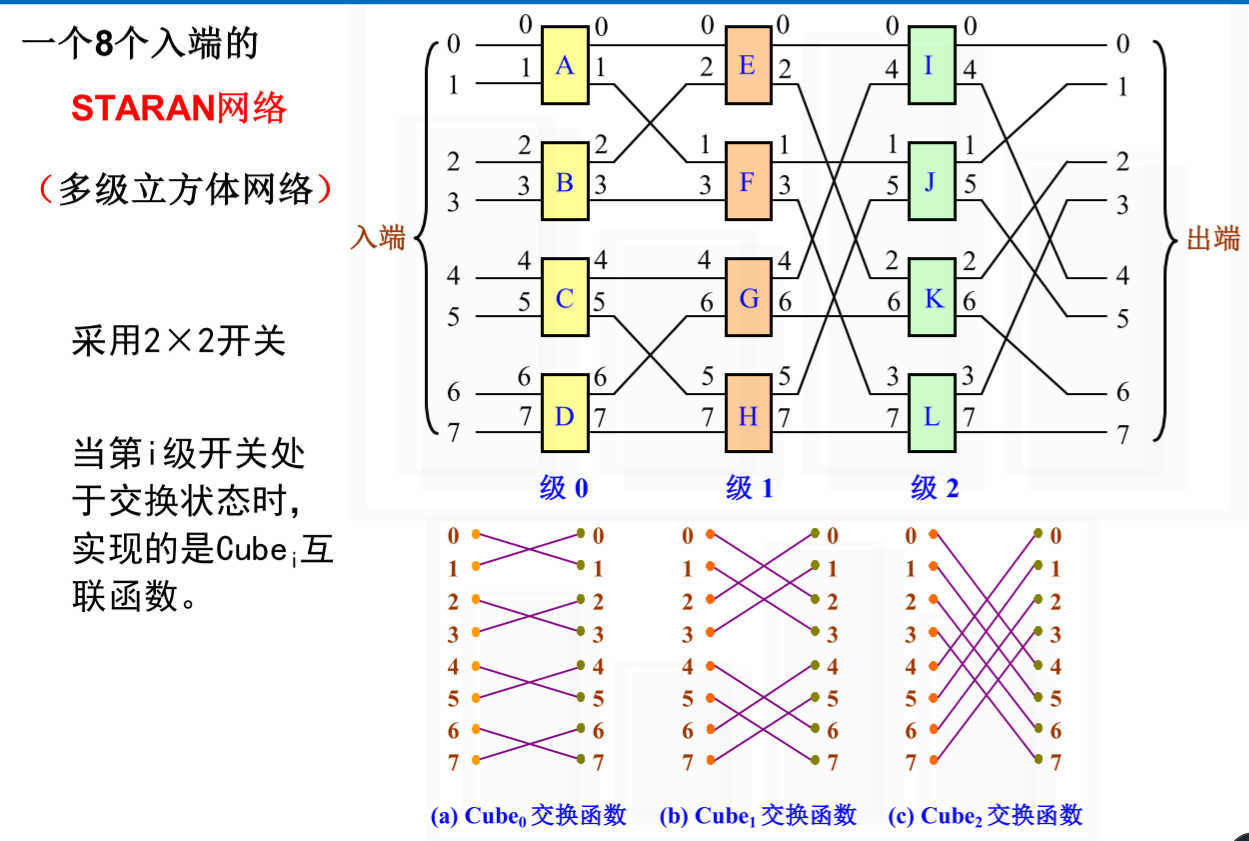 一个8个入端的
STARAN网络
（多级立方体网络）
采用2×2开关
当第i级开关处
于交换状态时，
实现的是Cubeᵢ互
联函数。
入端
出端
0 0 A 0 0 E 0 0 I 0 0
1 1 1 2 2 4 4 1
2 2 B 2 1 F 1 1 J 1 2
3 3 3 3 3 5 5 3
4 4 C 4 4 G 4 2 K 2 4
5 5 5 6 6 6 6 5
6 6 D 6 5 H 5 3 L 3 6
7 7 7 7 7 7 7 7
级 0 级 1 级 2
0 0 0 0 0 0
1 1 1 1 1 1
2 2 2 2 2 2
3 3 3 3 3 3
4 4 4 4 4 4
5 5 5 5 5 5
6 6 6 6 6 6
7 7 7 7 7 7
(a) Cube₀ 交换函数 (b) Cube₁ 交换函数 (c) Cube₂ 交换函数